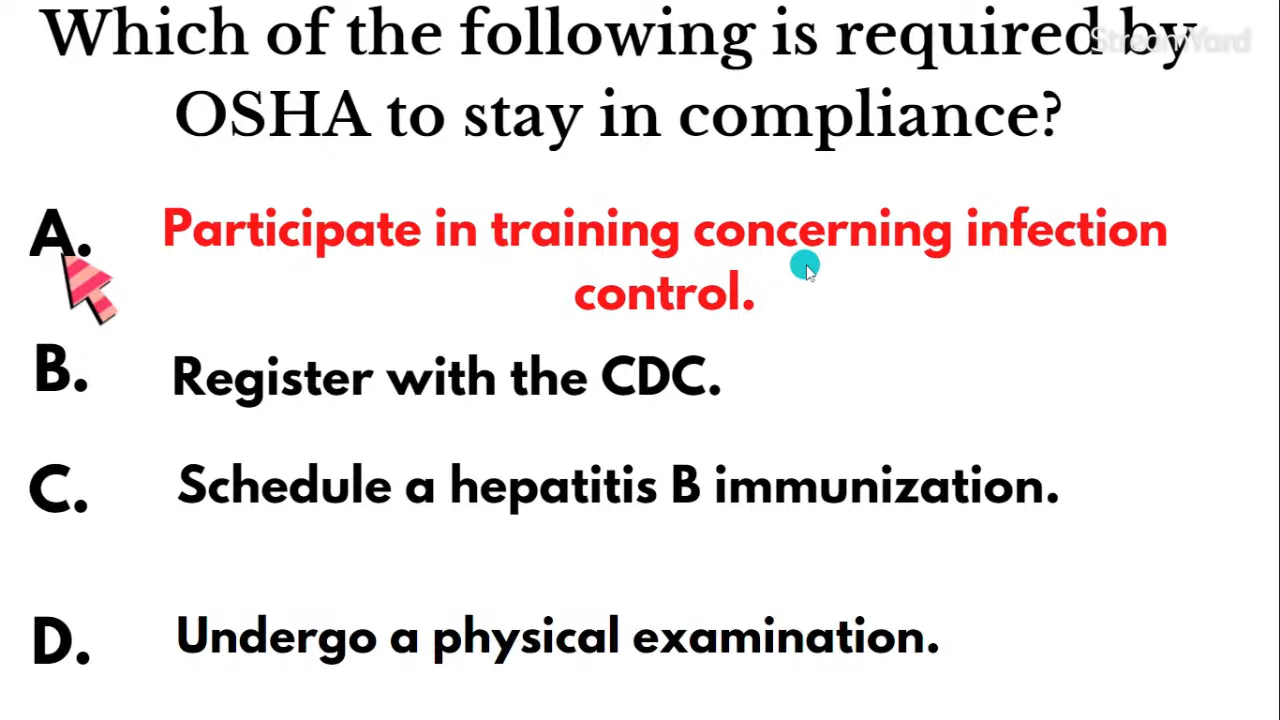 Which of the following is required by
StreamYard
OSHA to stay in compliance?
A. Participate in training concerning infection
control.
B. Register with the CDC.
C. Schedule a hepatitis B immunization.
D. Undergo a physical examination.